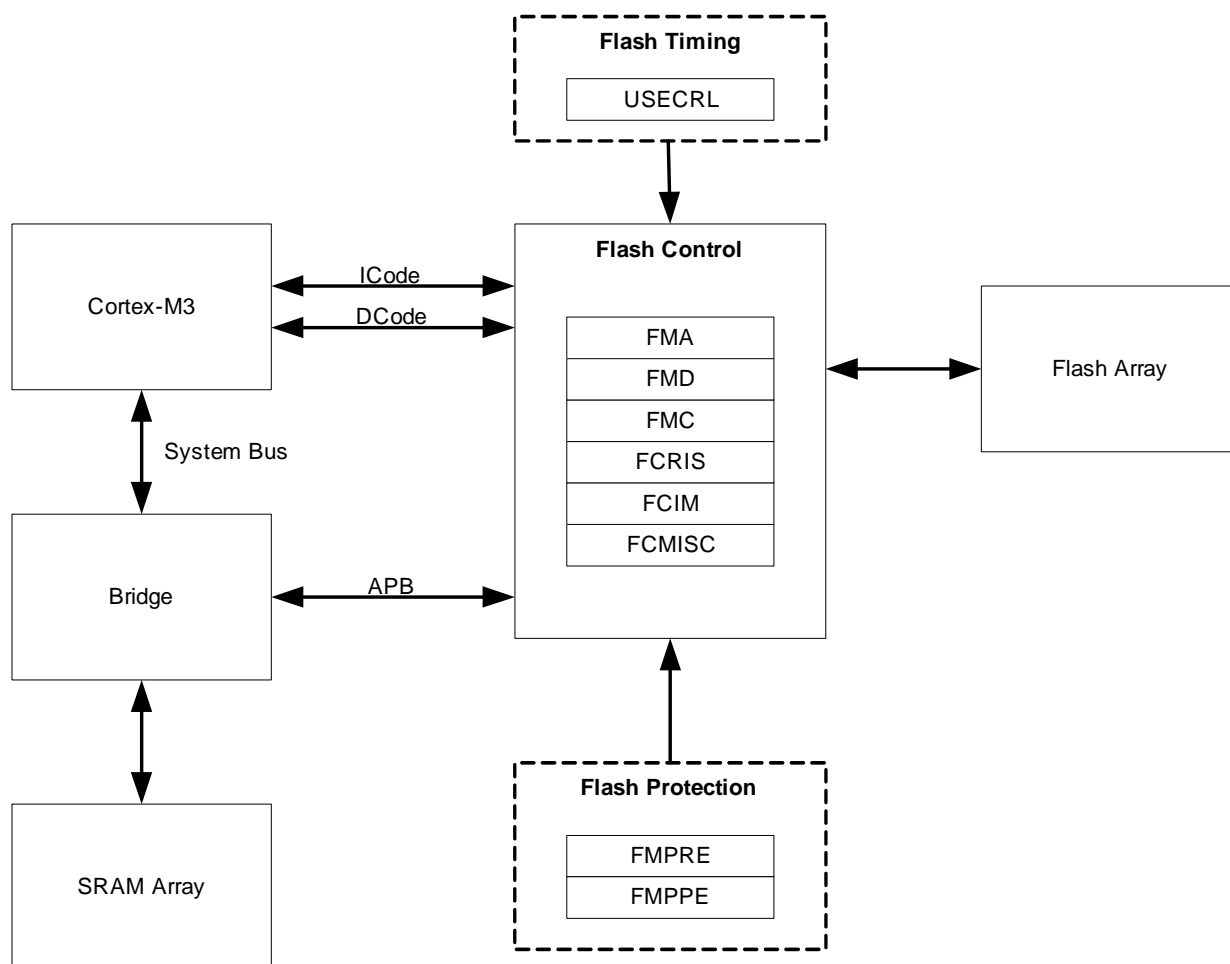 Flash Timing
USECRL
Flash Control
ICode
Cortex-M3
DCode
FMA
FMD
FMC
FCRIS
FCIM
FCMISC
Flash Array
System Bus
Bridge
APB
Flash Protection
FMPRE
FMPPE
SRAM Array